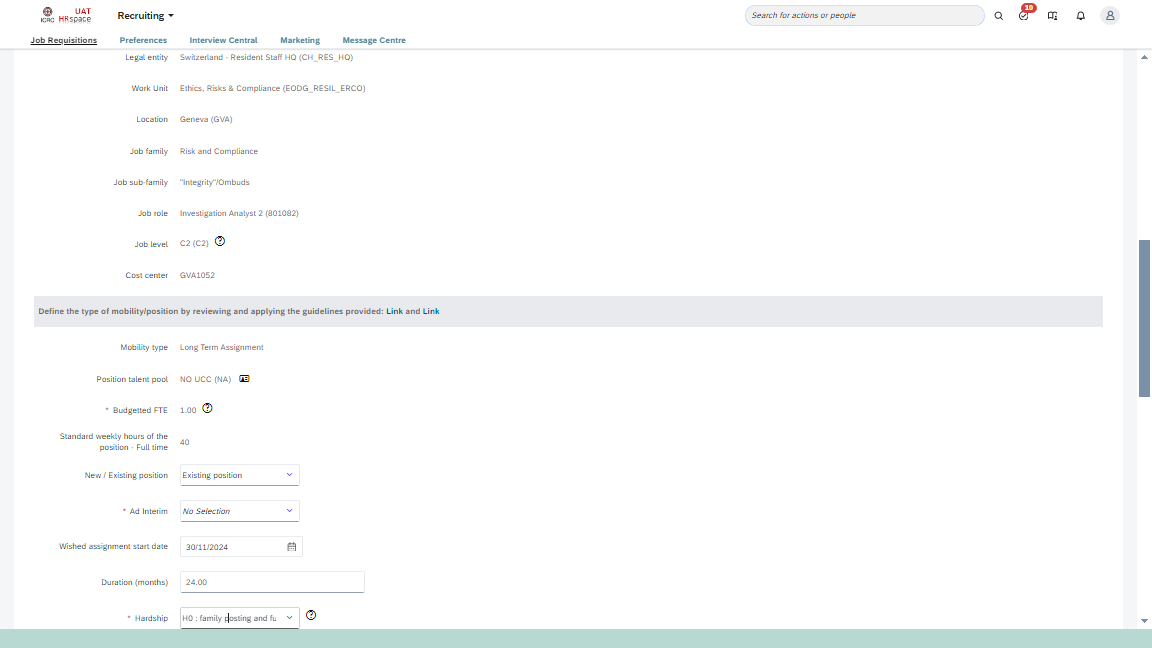 ICRC
UAT
HRspace
Recruiting
Search for actions or people
10
Job Requisitions
Preferences
Interview Central
Marketing
Message Centre
Legal entity
Switzerland - Resident Staff HQ (CH_RES_HQ)
Work Unit
Ethics, Risks & Compliance (EODG_RESIL_ERCO)
Location
Geneva (GVA)
Job family
Risk and Compliance
Job sub-family
"Integrity"/Ombuds
Job role
Investigation Analyst 2 (801082)
Job level
C2 (C2)
Cost center
GVA1052
Define the type of mobility/position by reviewing and applying the guidelines provided: Link and Link
Mobility type
Long Term Assignment
Position talent pool
NO UCC (NA)
* Budgetted FTE
1.00
Standard weekly hours of the
position - Full time
40
New / Existing position
Existing position
* Ad Interim
No Selection
Wished assignment start date
30/11/2024
Duration (months)
24.00
* Hardship
H0 : family posting and fu